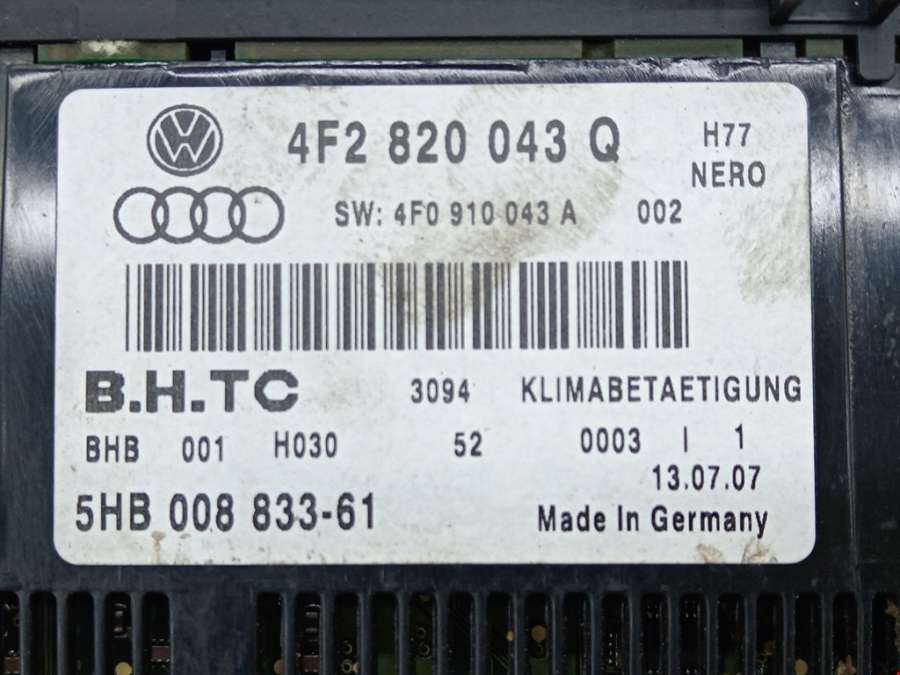 4F2 820 043 Q H77
NERO
SW: 4F0 910 043 A 002
B.H.TC 3094 KLIMABETAETIGUNG
BHB 001 H030 52 0003 | 1
13.07.07
5HB 008 833-61 Made In Germany